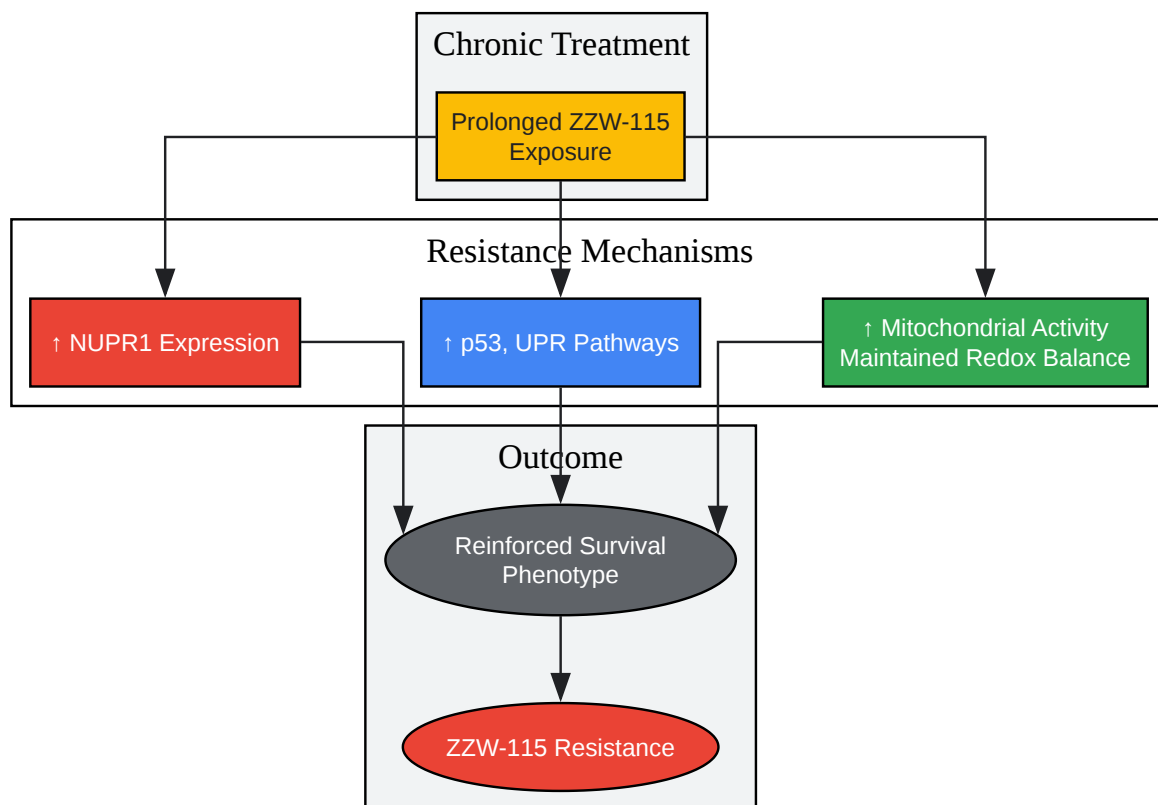 Chronic Treatment
Prolonged ZZW-115
Exposure
Resistance Mechanisms
↑ NUPR1 Expression
↑ p53, UPR Pathways
↑ Mitochondrial Activity
Maintained Redox Balance
Outcome
Reinforced Survival
Phenotype
ZZW-115 Resistance